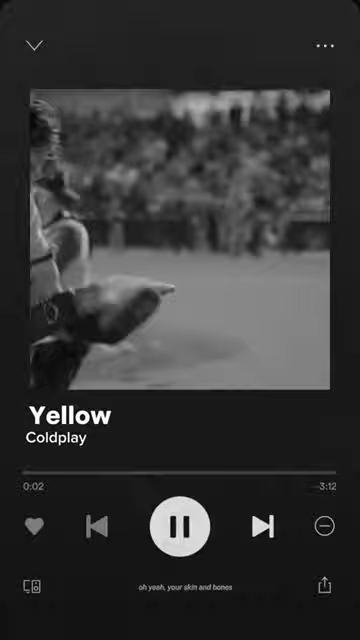 Yellow
Coldplay
0:02
-3:12
oh yeah, your skin and bones